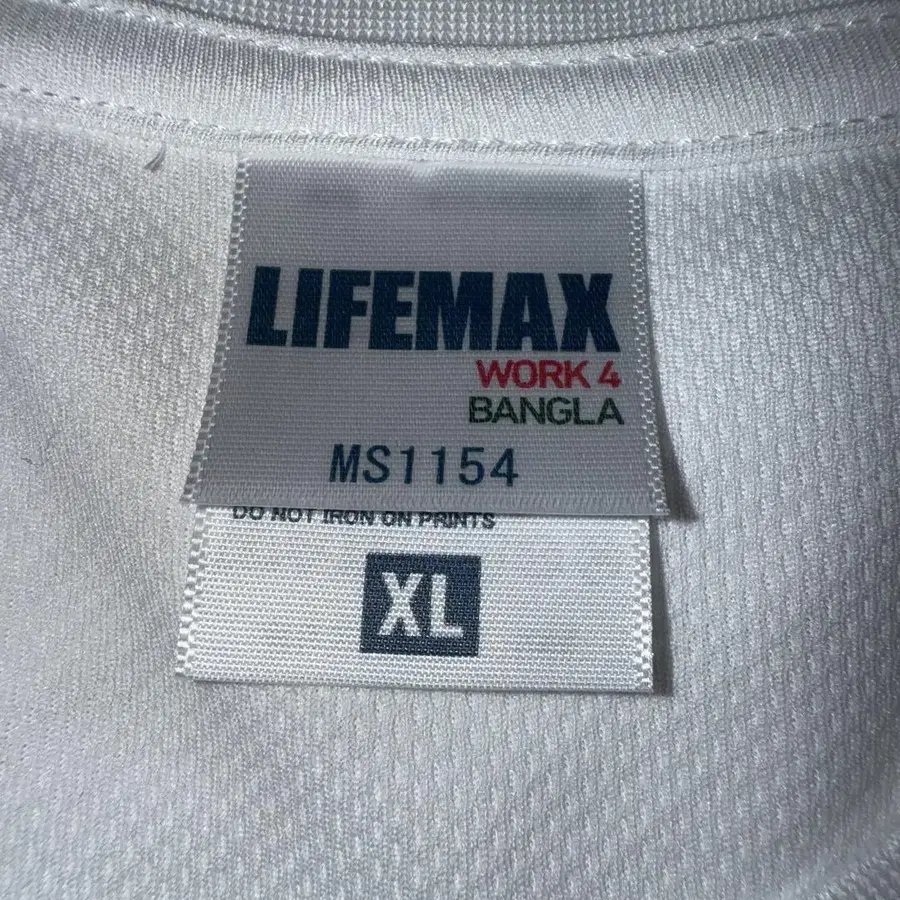 LIFEMAX
WORK 4
BANGLA
MS1154
DO NOT IRON ON PRINTS
XL